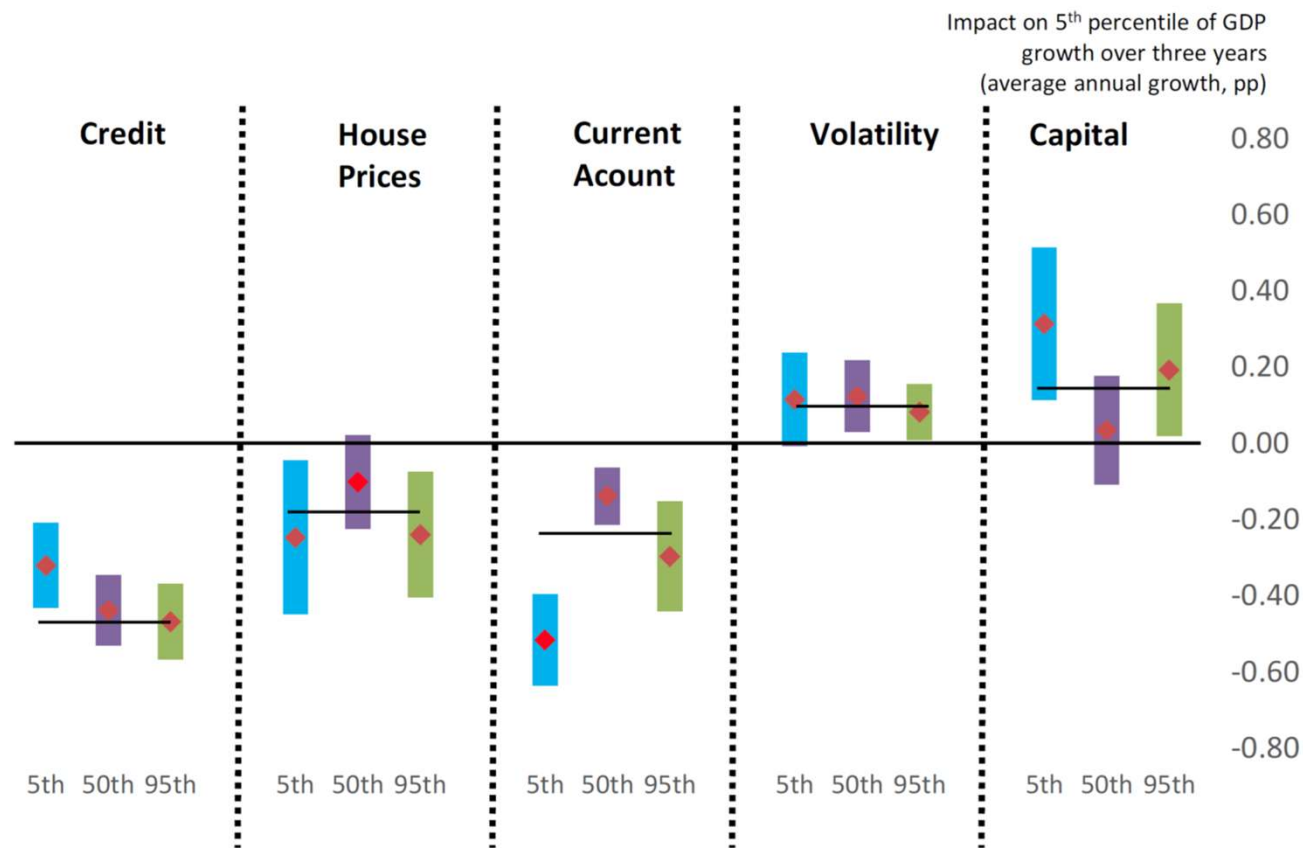 Impact on 5th percentile of GDP
growth over three years
(average annual growth, pp)
Credit
House
Prices
Current
Acount
Volatility
Capital
0.80
0.60
0.40
0.20
0.00
-0.20
-0.40
-0.60
-0.80
5th 50th 95th
5th 50th 95th
5th 50th 95th
5th 50th 95th
5th 50th 95th